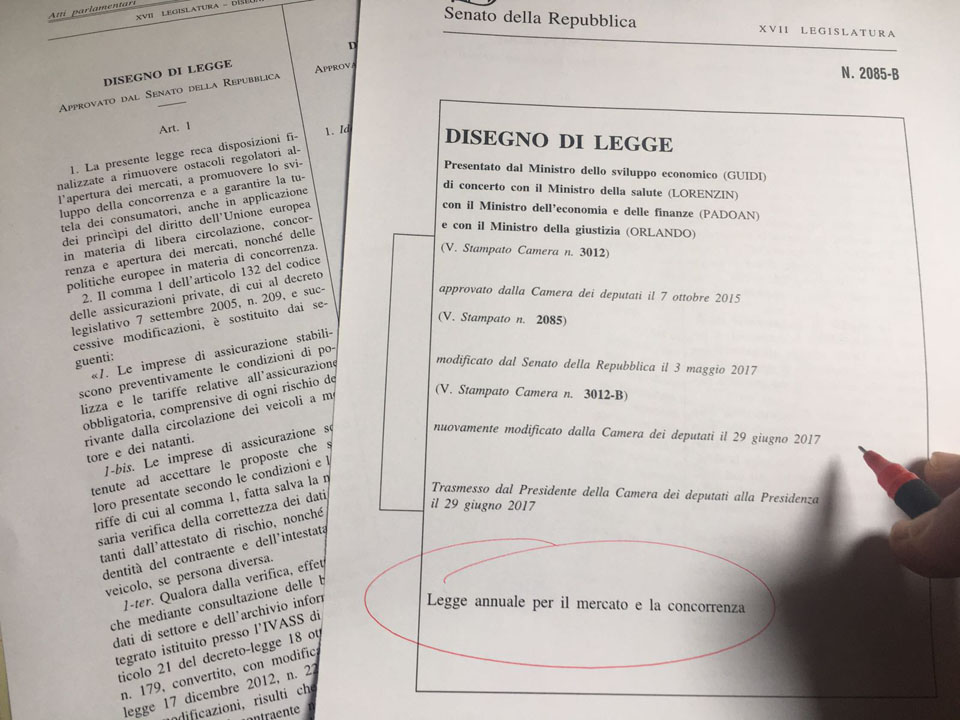 Atti parlamentari
XVII LEGISLATURA – DISE
DISEGNO DI LEGGE
APPROVATO DAL SENATO DELLA REPUBBLICA
Art. 1
1. La presente legge reca disposizioni fi-
nalizzate a rimuovere ostacoli regolatori al-
l'apertura dei mercati, a promuovere lo svi-
luppo della concorrenza e a garantire la tu-
tela dei consumatori, anche in applicazione
dei principi del diritto dell'Unione europea
in materia di libera circolazione, concor-
renza e apertura dei mercati, nonché delle
politiche europee in materia di concorrenza.
2. Il comma 1 dell'articolo 132 del codice
delle assicurazioni private, di cui al decreto
legislativo 7 settembre 2005, n. 209, e suc-
cessive modificazioni, è sostituito dai se-
guenti:
«1. Le imprese di assicurazione stabili-
scono preventivamente le condizioni di po-
lizza e le tariffe relative all'assicurazione
obbligatoria, comprensive di ogni rischio de
rivante dalla circolazione dei veicoli a mo
tore e dei natanti.
1-bis. Le imprese di assicurazione so
tenute ad accettare le proposte che s
loro presentate secondo le condizioni e l
riffe di cui al comma 1, fatta salva la n
saria verifica della correttezza dei dati
tanti dall'attestato di rischio, nonché
dentità del contraente e dell'intestata
veicolo, se persona diversa.
1-ter. Qualora dalla verifica, effet
che mediante consultazione delle b
dati di settore e dell'archivio infor
tegrato istituito presso l'IVASS di
ticolo 21 del decreto-legge 18 ott
n. 179, convertito, con modifica
legge 17 dicembre 2012, n. 22
modificazioni, risulti che
contraente n
D
APPROVA
1. Ide
Senato della Repubblica
XVII LEGISLATURA
N. 2085-B
DISEGNO DI LEGGE
Presentato dal Ministro dello sviluppo economico (GUIDI)
di concerto con il Ministro della salute (LORENZIN)
con il Ministro dell'economia e delle finanze (PADOAN)
e con il Ministro della giustizia (ORLANDO)
(V. Stampato Camera n. 3012)
approvato dalla Camera dei deputati il 7 ottobre 2015
(V. Stampato n. 2085)
modificato dal Senato della Repubblica il 3 maggio 2017
(V. Stampato Camera n. 3012-B)
nuovamente modificato dalla Camera dei deputati il 29 giugno 2017
Trasmesso dal Presidente della Camera dei deputati alla Presidenza
il 29 giugno 2017
Legge annuale per il mercato e la concorrenza